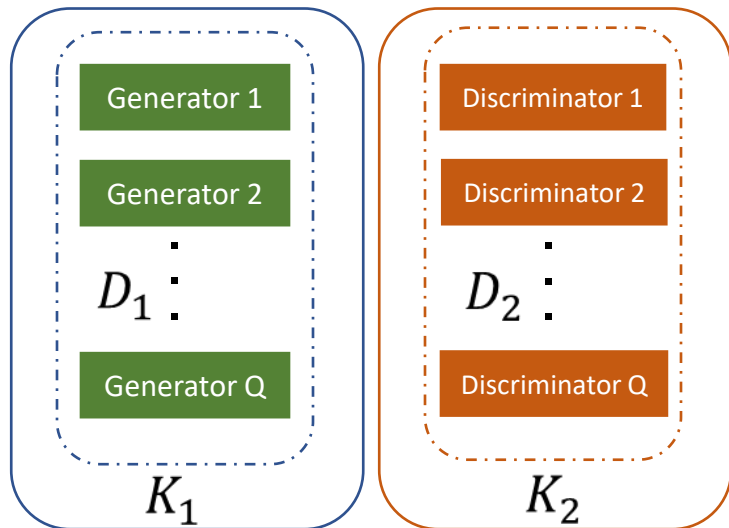 Generator 1
Generator 2
D₁
Generator Q
K₁
Discriminator 1
Discriminator 2
D₂
Discriminator Q
K₂